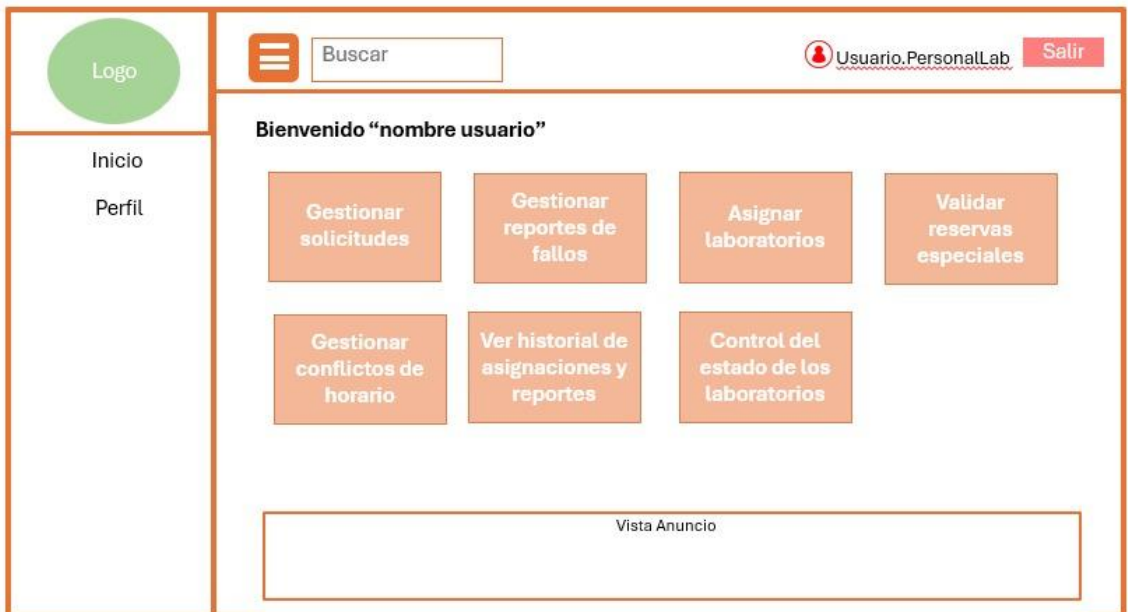 Logo
Buscar
Usuario.PersonalLab
Salir
Inicio
Perfil
Bienvenido “nombre usuario”
Gestionar
solicitudes
Gestionar
reportes de
fallos
Asignar
laboratorios
Validar
reservas
especiales
Gestionar
conflictos de
horario
Ver historial de
asignaciones y
reportes
Control del
estado de los
laboratorios
Vista Anuncio